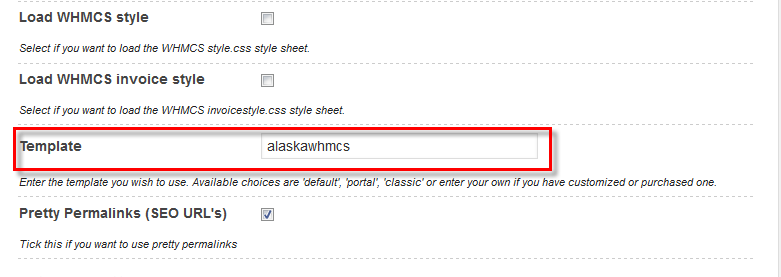 Load WHMCS style
Select if you want to load the WHMCS style.css style sheet.
Load WHMCS invoice style
Select if you want to load the WHMCS invoicestyle.css style sheet.
Template alaskawhmcs
Enter the template you wish to use. Available choices are 'default', 'portal', 'classic' or enter your own if you have customized or purchased one.
Pretty Permalinks (SEO URL's)
Tick this if you want to use pretty permalinks